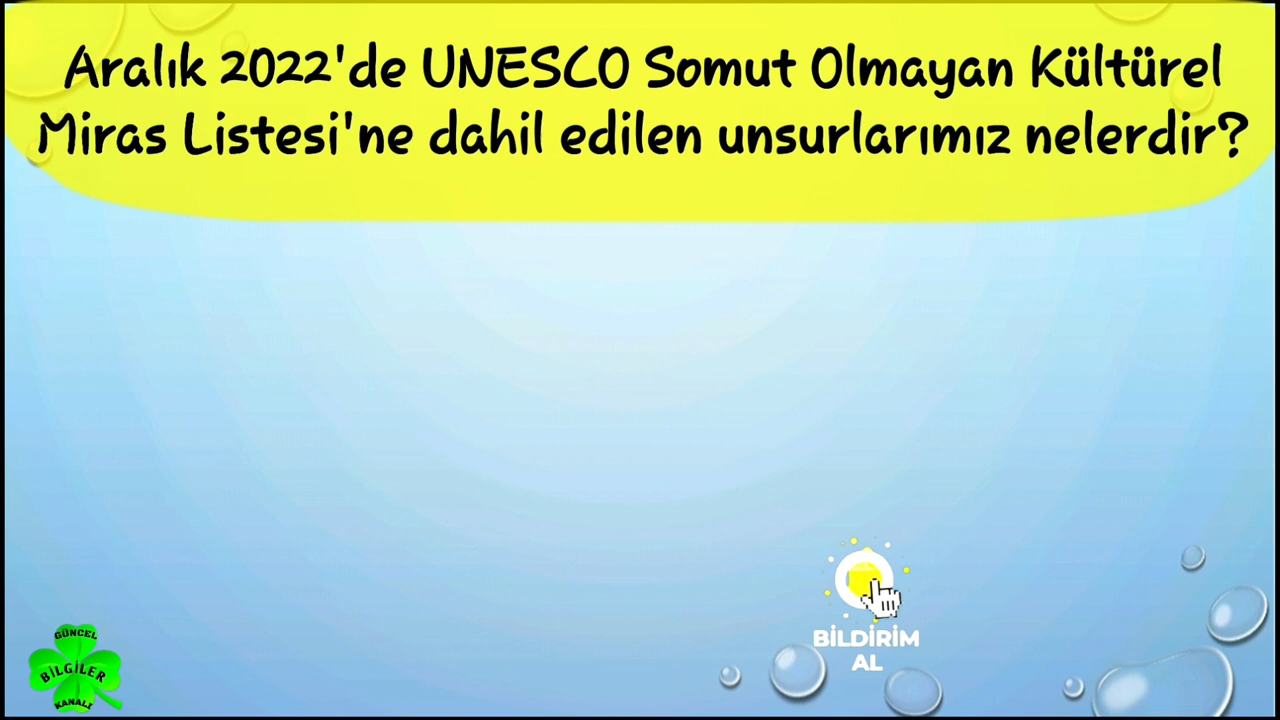 Aralık 2022'de UNESCO Somut Olmayan Kültürel
Miras Listesi'ne dahil edilen unsurlarımız nelerdir?
BİLDİRİM
AL
GÜNCEL
BİLGİLER
KANALI